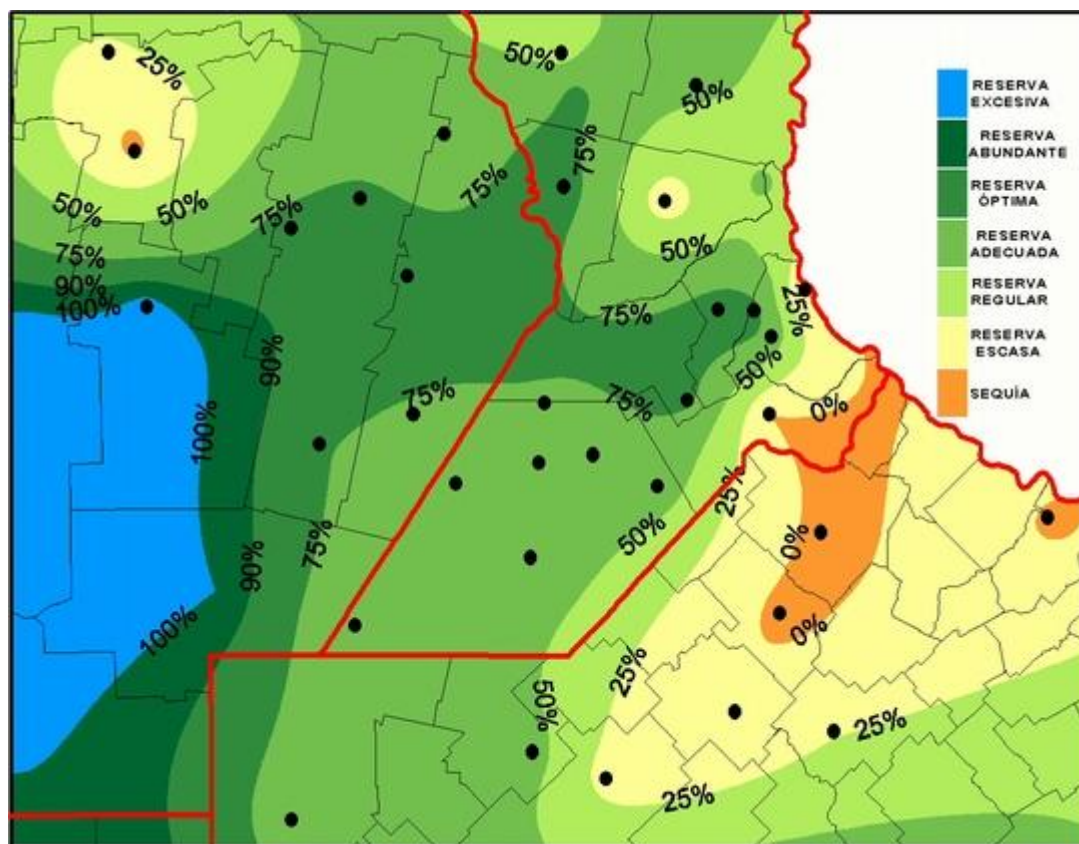 50%
25%
50%
75%
50%
50%
75%
75%
50%
75%
90%
100%
25%
75%
90%
75%
75%
50%
100%
0%
25%
50%
0%
75%
90%
100%
0%
25%
50%
25%
25%
RESERVA
EXCESIVA
RESERVA
ABUNDANTE
RESERVA
ÓPTIMA
RESERVA
ADECUADA
RESERVA
REGULAR
RESERVA
ESCASA
SEQUÍA